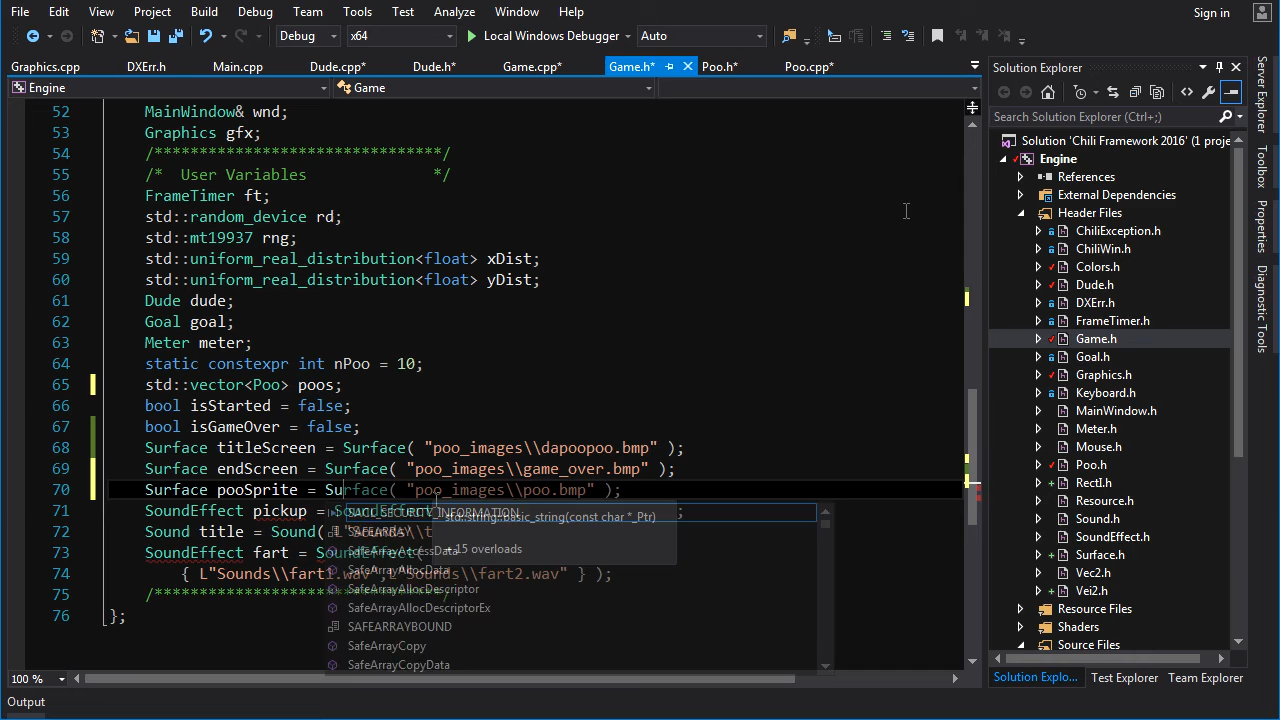 File Edit View Project Build Debug Team Tools Test Analyze Window Help Sign in
Debug x64 Local Windows Debugger Auto
Graphics.cpp DXErr.h Main.cpp Dude.cpp* Dude.h* Game.cpp* Game.h* Poo.h* Poo.cpp*
Engine Game
52 MainWindow& wnd;
53 Graphics gfx;
54 /********************************/
55 /* User Variables */
56 FrameTimer ft;
57 std::random_device rd;
58 std::mt19937 rng;
59 std::uniform_real_distribution<float> xDist;
60 std::uniform_real_distribution<float> yDist;
61 Dude dude;
62 Goal goal;
63 Meter meter;
64 static constexpr int nPoo = 10;
65 std::vector<Poo> poos;
66 bool isStarted = false;
67 bool isGameOver = false;
68 Surface titleScreen = Surface( "poo_images\\dapoopoo.bmp" );
69 Surface endScreen = Surface( "poo_images\\game_over.bmp" );
70 Surface pooSprite = Surface( "poo_images\\poo.bmp" );
71 SoundEffect pickup = SoundEffect(
72 Sound title = Sound( L"Sounds\\t
73 SoundEffect fart = SoundEffect(
74 { L"Sounds\\fart1.wav",L"Sounds\\fart2.wav" } );
75 /********************************/
76 };
SACL_SECURITY_INFORMATION
SAFEARRAY
SafeArrayAccessData
SafeArrayAllocData
SafeArrayAllocDescriptor
SafeArrayAllocDescriptorEx
SAFEARRAYBOUND
SafeArrayCopy
SafeArrayCopyData
std::string::basic_string(const char *_Ptr)
+ 15 overloads
100 %
Output
Solution Explorer
Search Solution Explorer (Ctrl+;)
Solution 'Chili Framework 2016' (1 proje
Engine
References
External Dependencies
Header Files
ChiliException.h
ChiliWin.h
Colors.h
Dude.h
DXErr.h
FrameTimer.h
Game.h
Goal.h
Graphics.h
Keyboard.h
MainWindow.h
Meter.h
Mouse.h
Poo.h
RectI.h
Resource.h
Sound.h
SoundEffect.h
Surface.h
Vec2.h
Vei2.h
Resource Files
Shaders
Source Files
Solution Explo... Test Explorer Team Explorer
Server Explorer
Toolbox
Properties
Diagnostic Tools